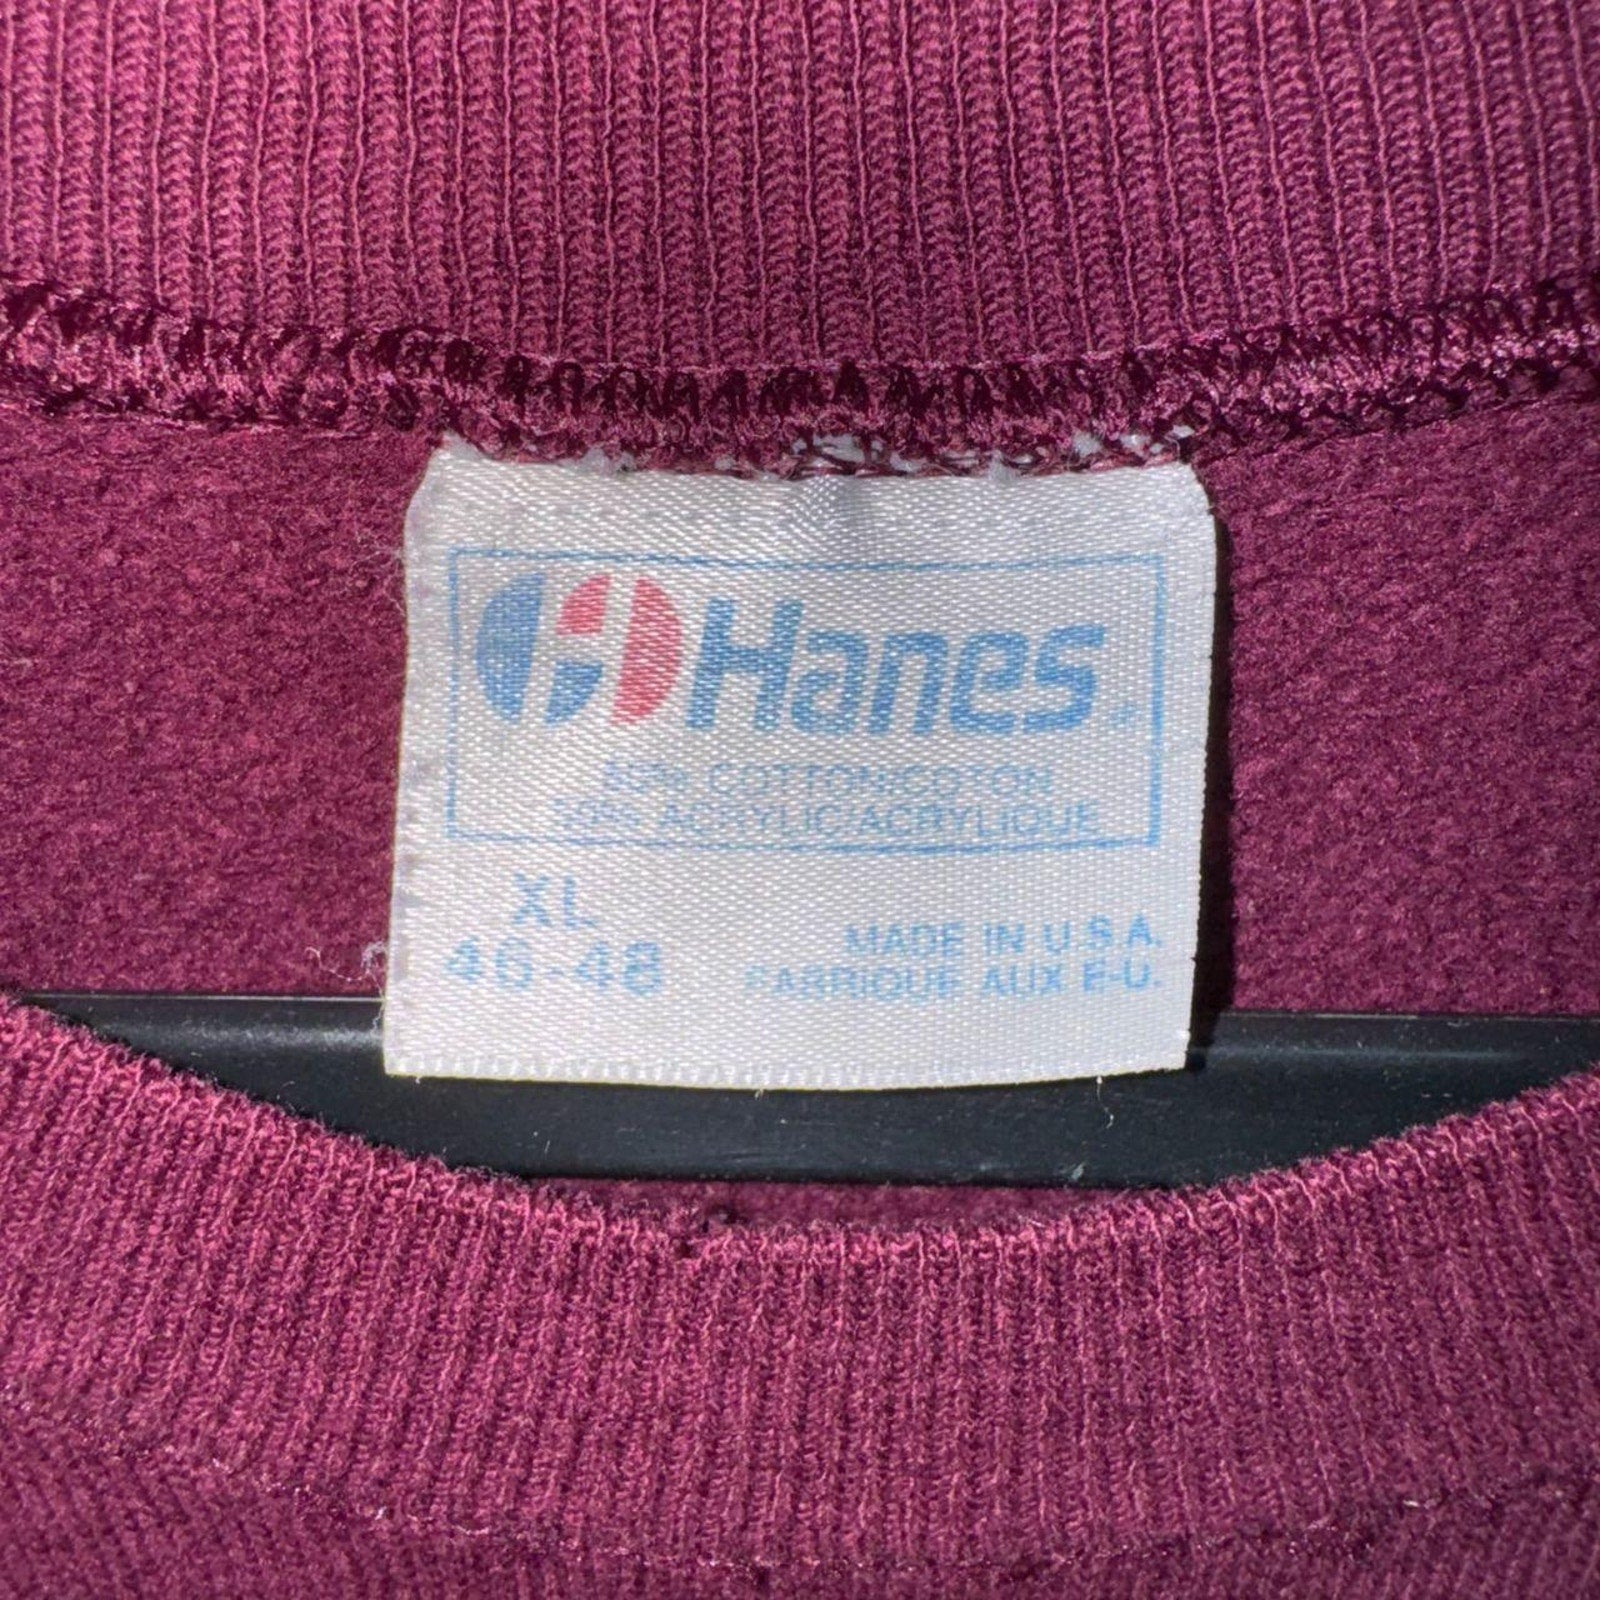 Hanes
50% COTTON/COTON
50% ACRYLIC/ACRYLIQUE
XL
46-48
MADE IN U.S.A.
FABRIQUE AUX E-U.